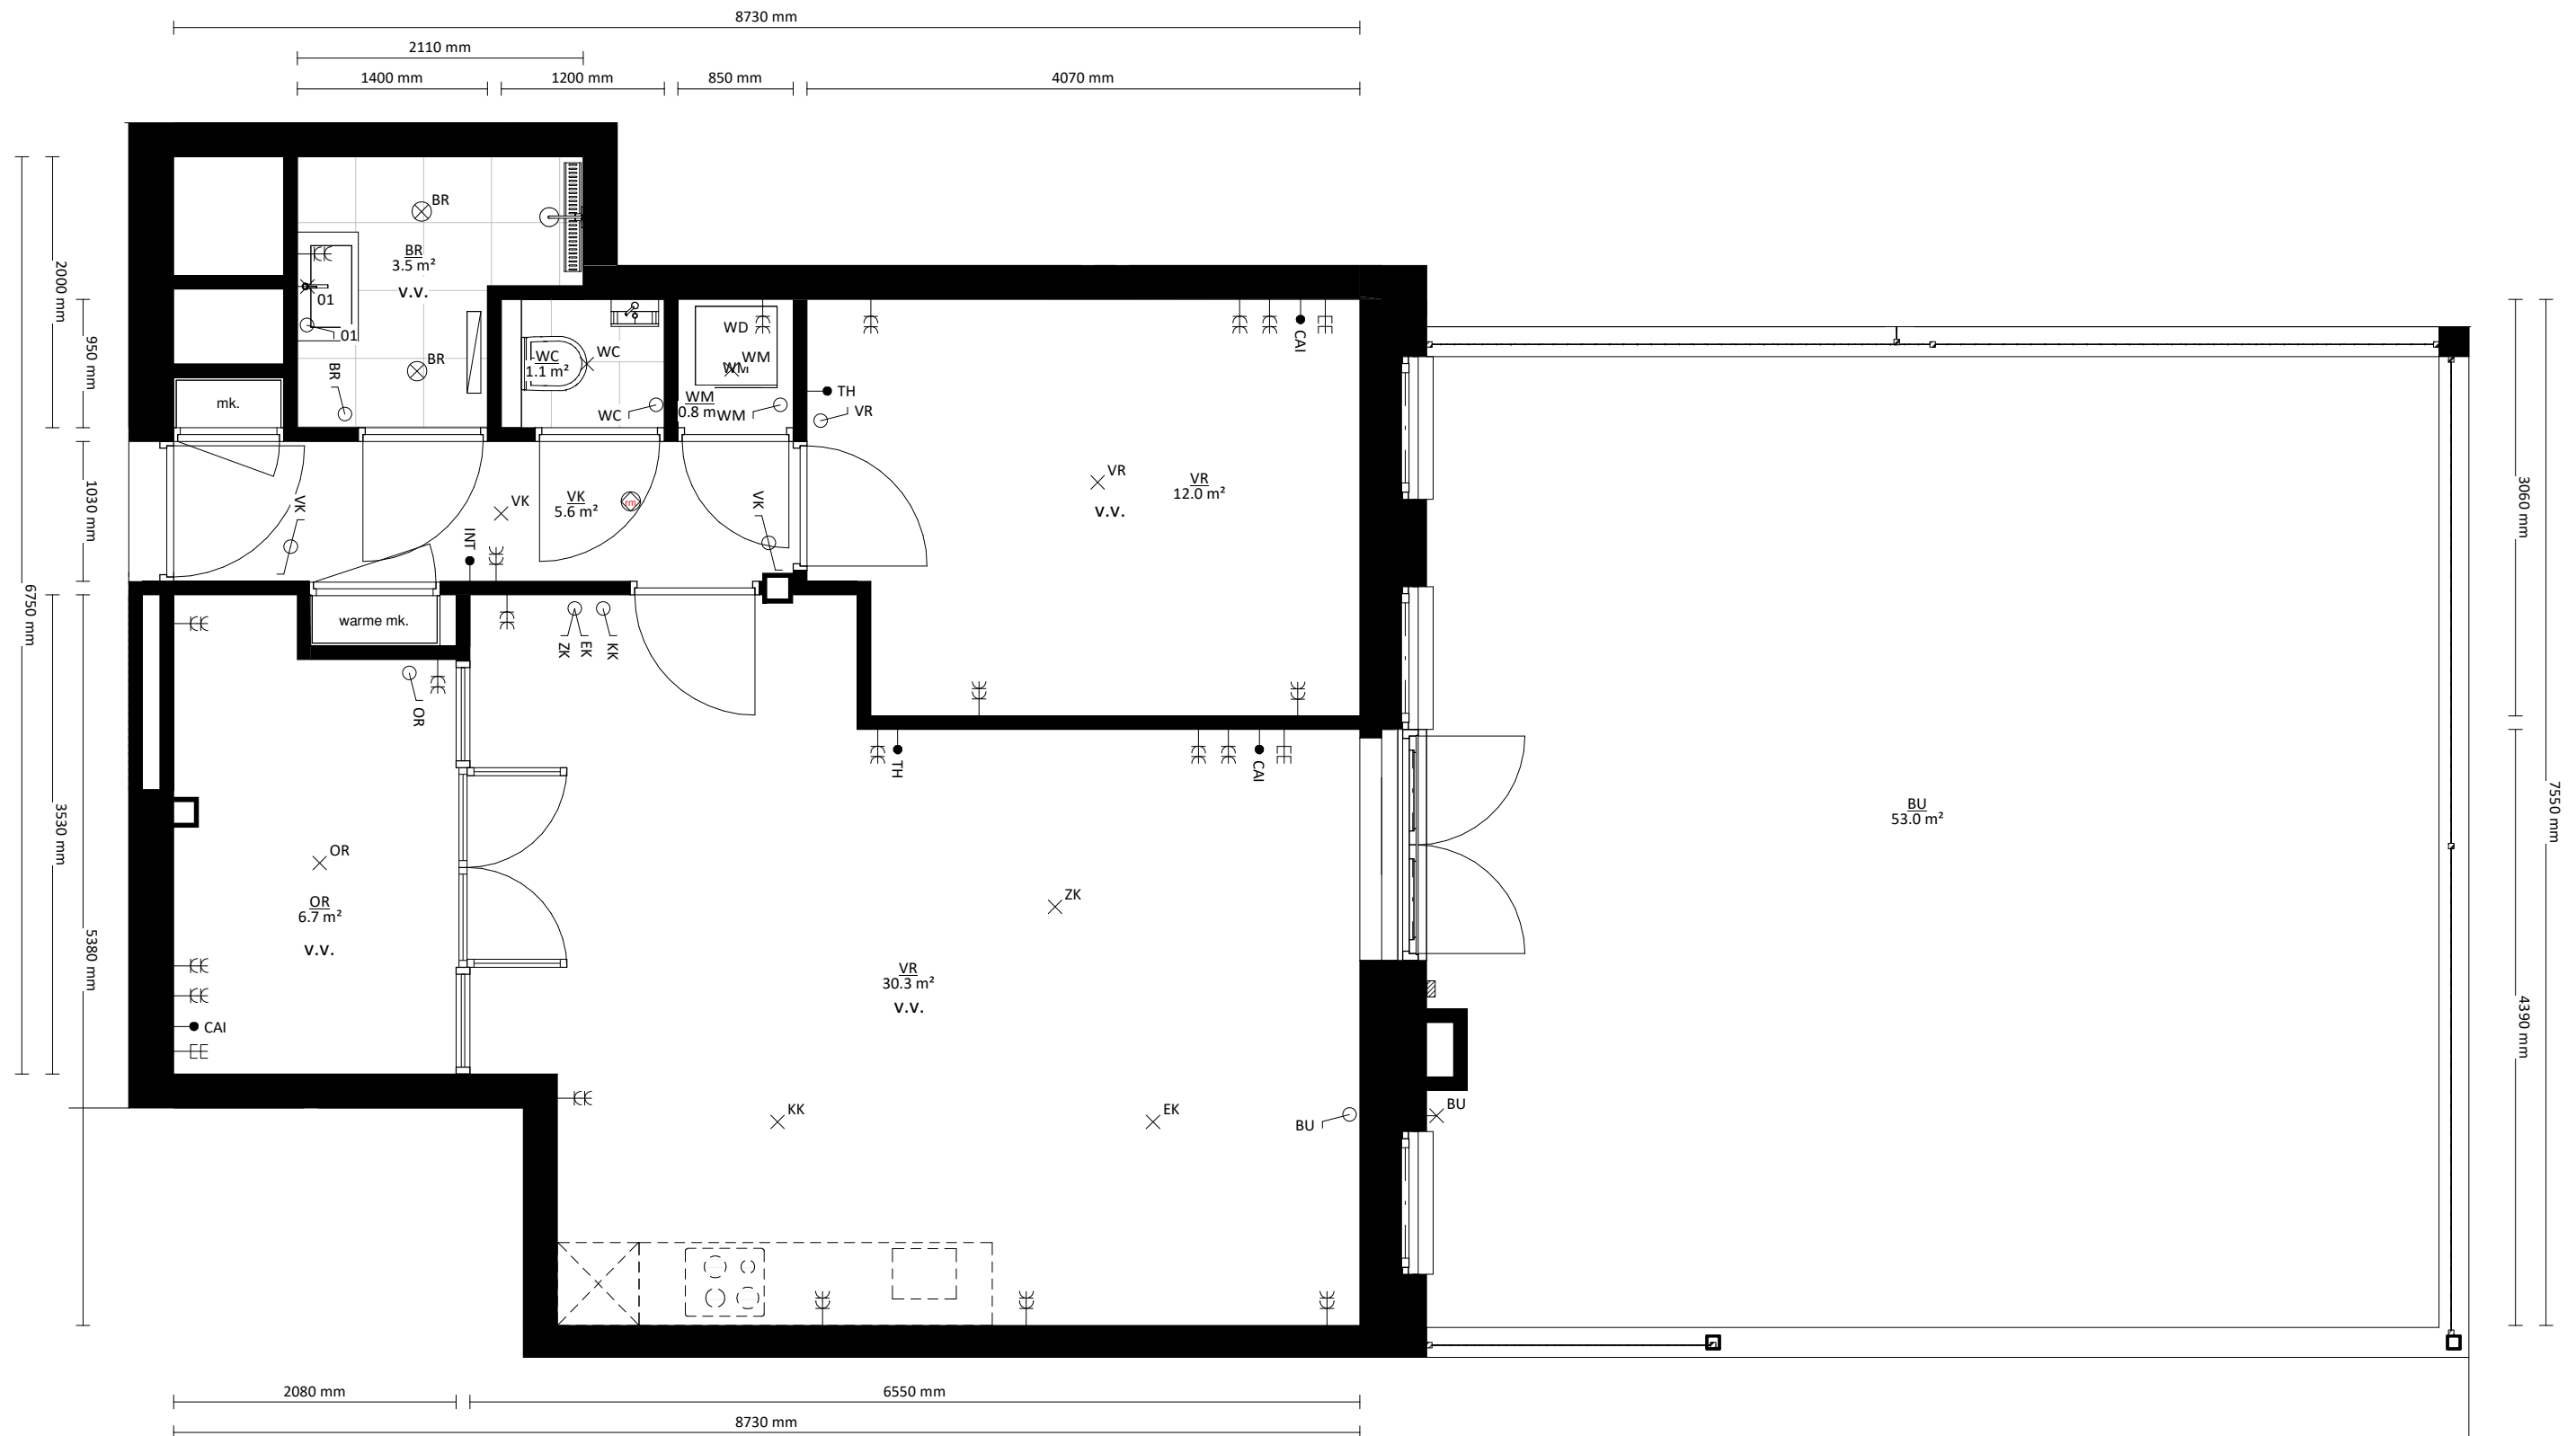 8730 mm
2110 mm
1400 mm
1200 mm
850 mm
4070 mm
2000 mm
950 mm
1030 mm
6750 mm
3530 mm
5380 mm
3060 mm
7550 mm
4390 mm
BR
BR
3.5 m²
v.v.
01
01
BR
BR
mk.
WC
1.1 m²
WC
WC
WD
WM
WM
WM
0.8 m
WM
CAI
TH
VR
VR
VR
12.0 m²
v.v.
VK
VK
VK
5.6 m²
rm
VK
INT
warme mk.
ZK
EK
KK
OR
TH
CAI
OR
OR
6.7 m²
v.v.
CAI
ZK
VR
30.3 m²
v.v.
KK
EK
BU
BU
BU
53.0 m²
2080 mm
6550 mm
8730 mm